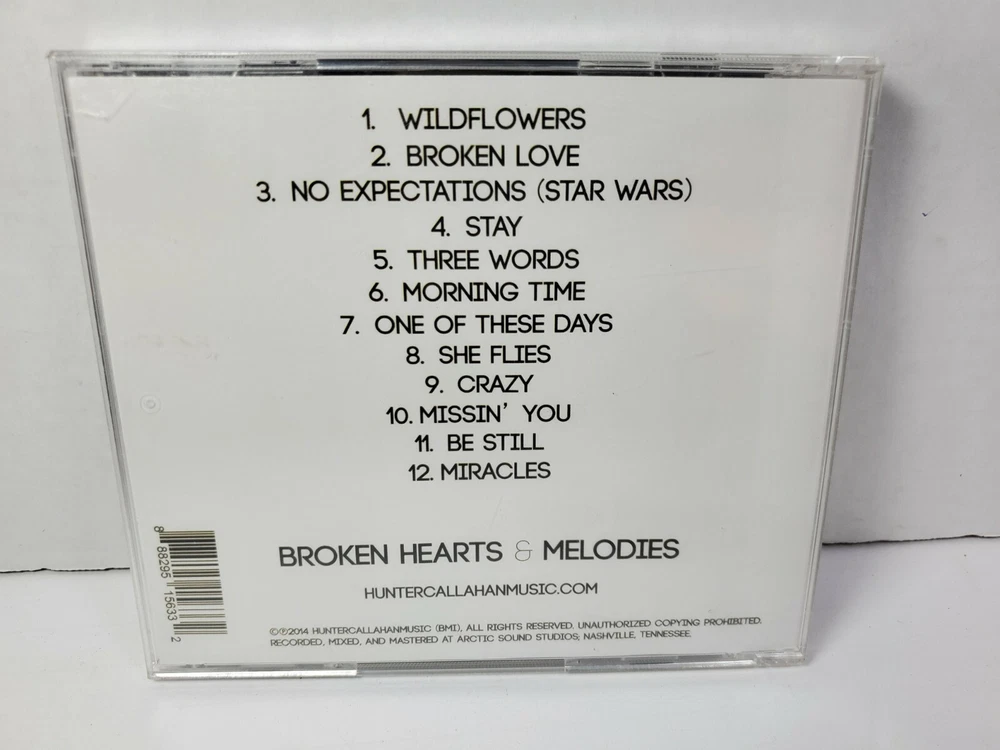 1. WILDFLOWERS
2. BROKEN LOVE
3. NO EXPECTATIONS (STAR WARS)
4. STAY
5. THREE WORDS
6. MORNING TIME
7. ONE OF THESE DAYS
8. SHE FLIES
9. CRAZY
10. MISSIN' YOU
11. BE STILL
12. MIRACLES
BROKEN HEARTS & MELODIES
HUNTERCALLAHANMUSIC.COM
©℗2014 HUNTERCALLAHANMUSIC (BMI), ALL RIGHTS RESERVED. UNAUTHORIZED COPYING PROHIBITED.
RECORDED, MIXED, AND MASTERED AT ARCTIC SOUND STUDIOS; NASHVILLE, TENNESSEE.
8 88295 15633 2